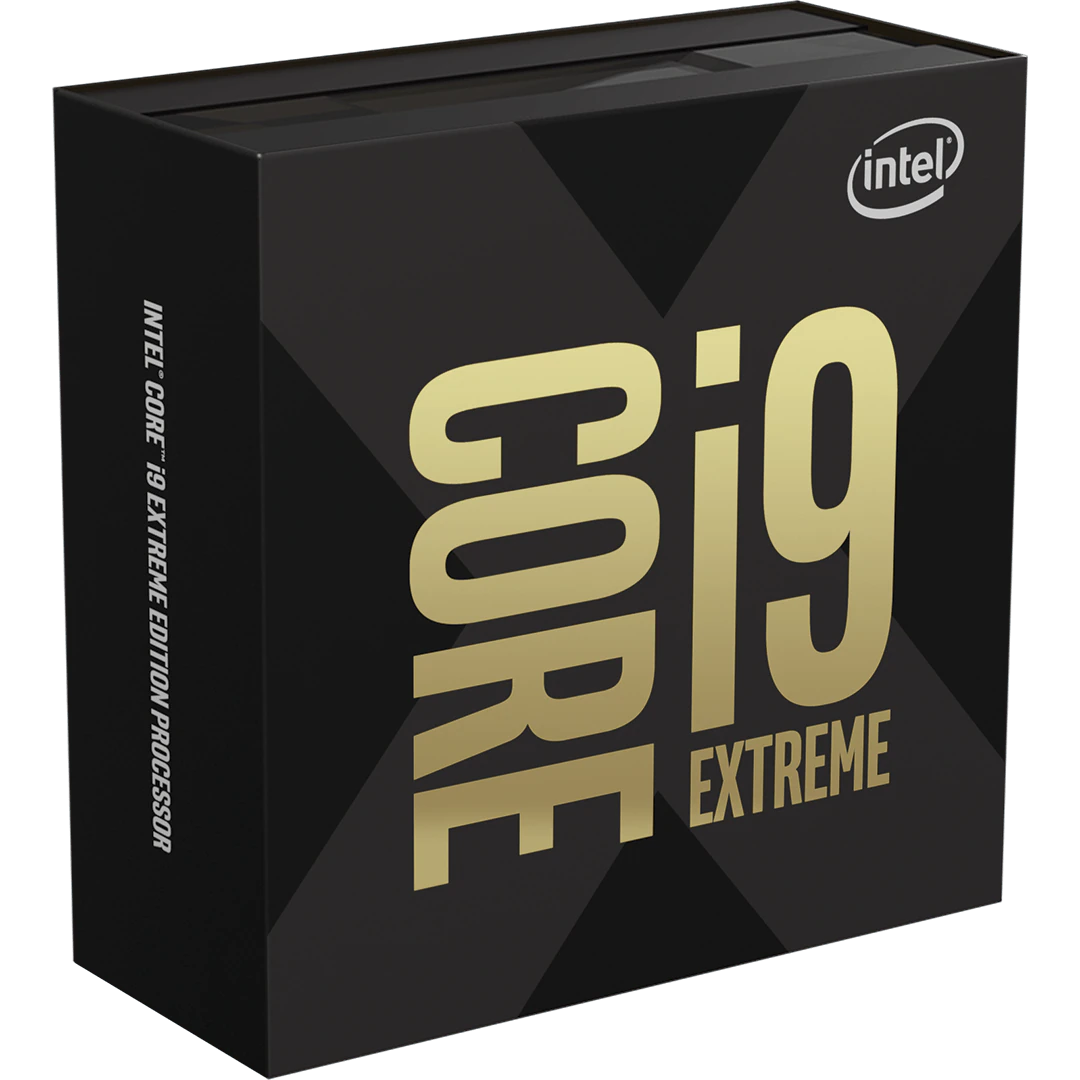 intel®
CORE
i9
EXTREME
INTEL® CORE™ i9 EXTREME EDITION PROCESSOR